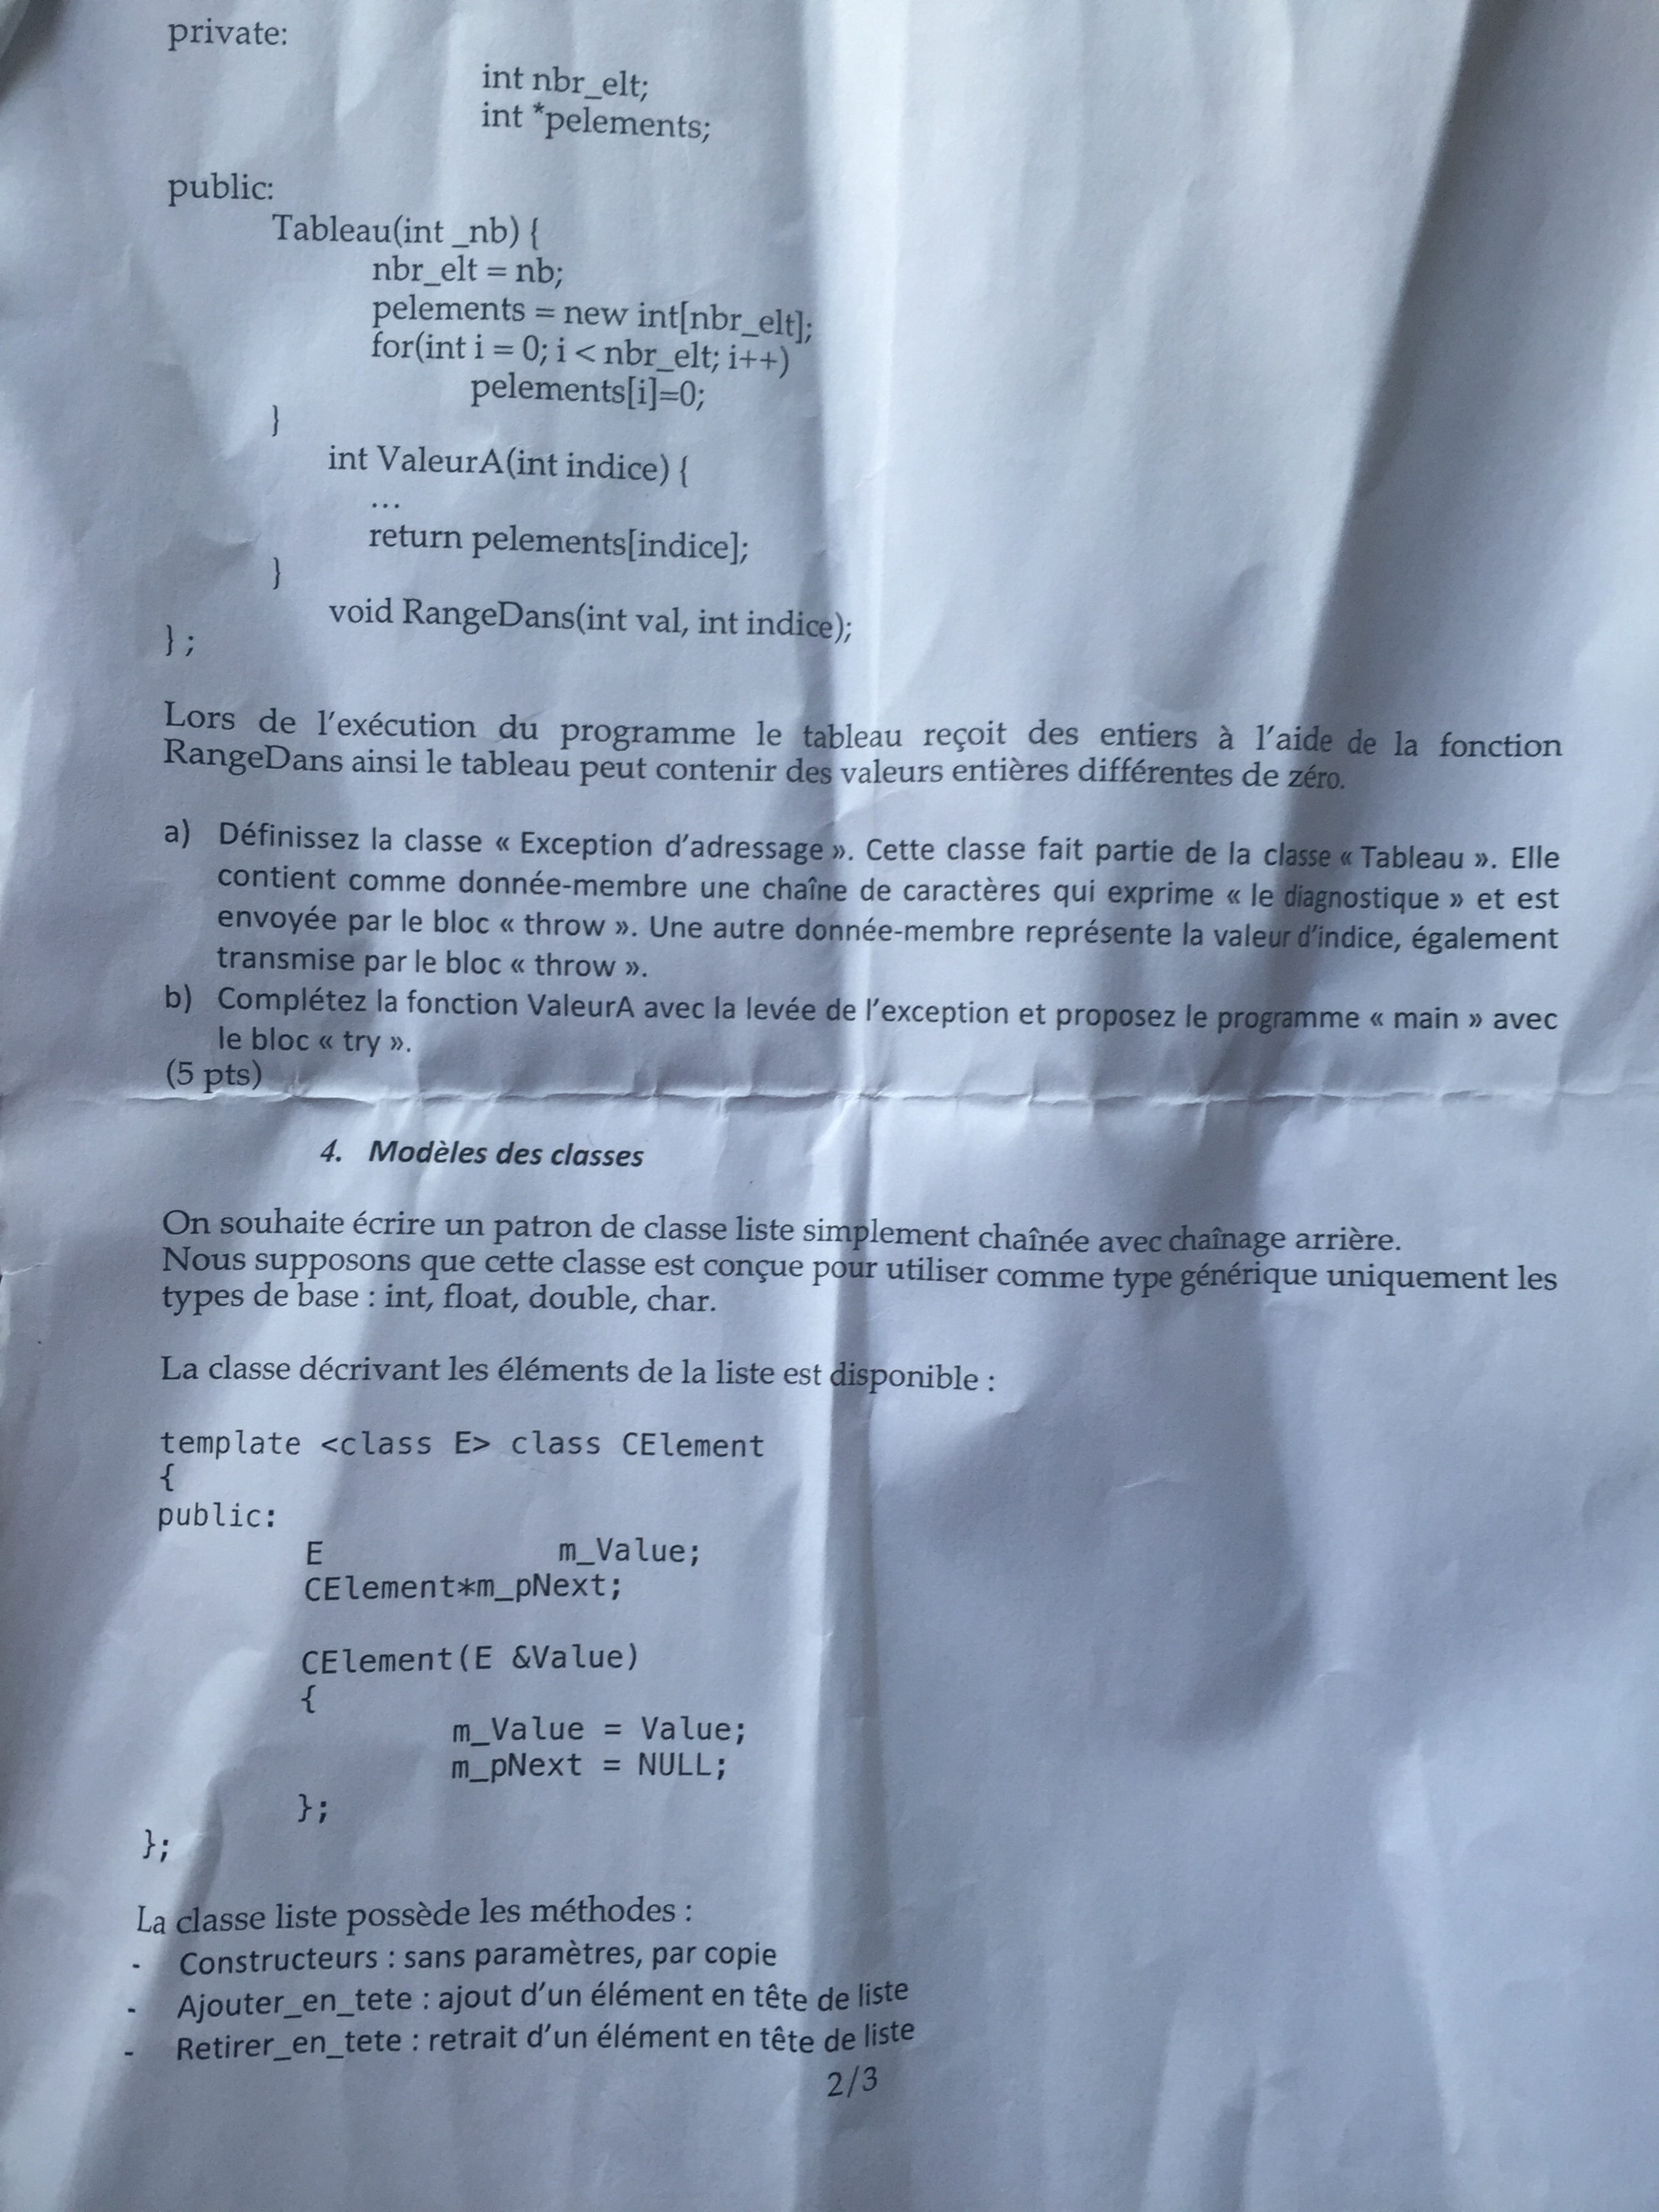 private:
int nbr_elt;
int *pelements;
public:
Tableau(int _nb) {
nbr_elt = nb;
pelements = new int[nbr_elt];
for(int i = 0; i < nbr_elt; i++)
pelements[i]=0;
}
int ValeurA(int indice) {
...
return pelements[indice];
}
void RangeDans(int val, int indice);
} ;
Lors de l'exécution du programme le tableau reçoit des entiers à l'aide de la fonction
RangeDans ainsi le tableau peut contenir des valeurs entières différentes de zéro.
a) Définissez la classe « Exception d'adressage ». Cette classe fait partie de la classe « Tableau ». Elle
contient comme donnée-membre une chaîne de caractères qui exprime « le diagnostique » et est
envoyée par le bloc « throw ». Une autre donnée-membre représente la valeur d'indice, également
transmise par le bloc « throw ».
b) Complétez la fonction ValeurA avec la levée de l'exception et proposez le programme « main » avec
le bloc « try ».
(5 pts)
4. Modèles des classes
On souhaite écrire un patron de classe liste simplement chaînée avec chaînage arrière.
Nous supposons que cette classe est conçue pour utiliser comme type générique uniquement les
types de base : int, float, double, char.
La classe décrivant les éléments de la liste est disponible :
template <class E> class CElement
{
public:
E m_Value;
CElement*m_pNext;
CElement(E &Value)
{
m_Value = Value;
m_pNext = NULL;
};
};
La classe liste possède les méthodes :
- Constructeurs : sans paramètres, par copie
- Ajouter_en_tete : ajout d'un élément en tête de liste
- Retirer_en_tete : retrait d'un élément en tête de liste
2/3